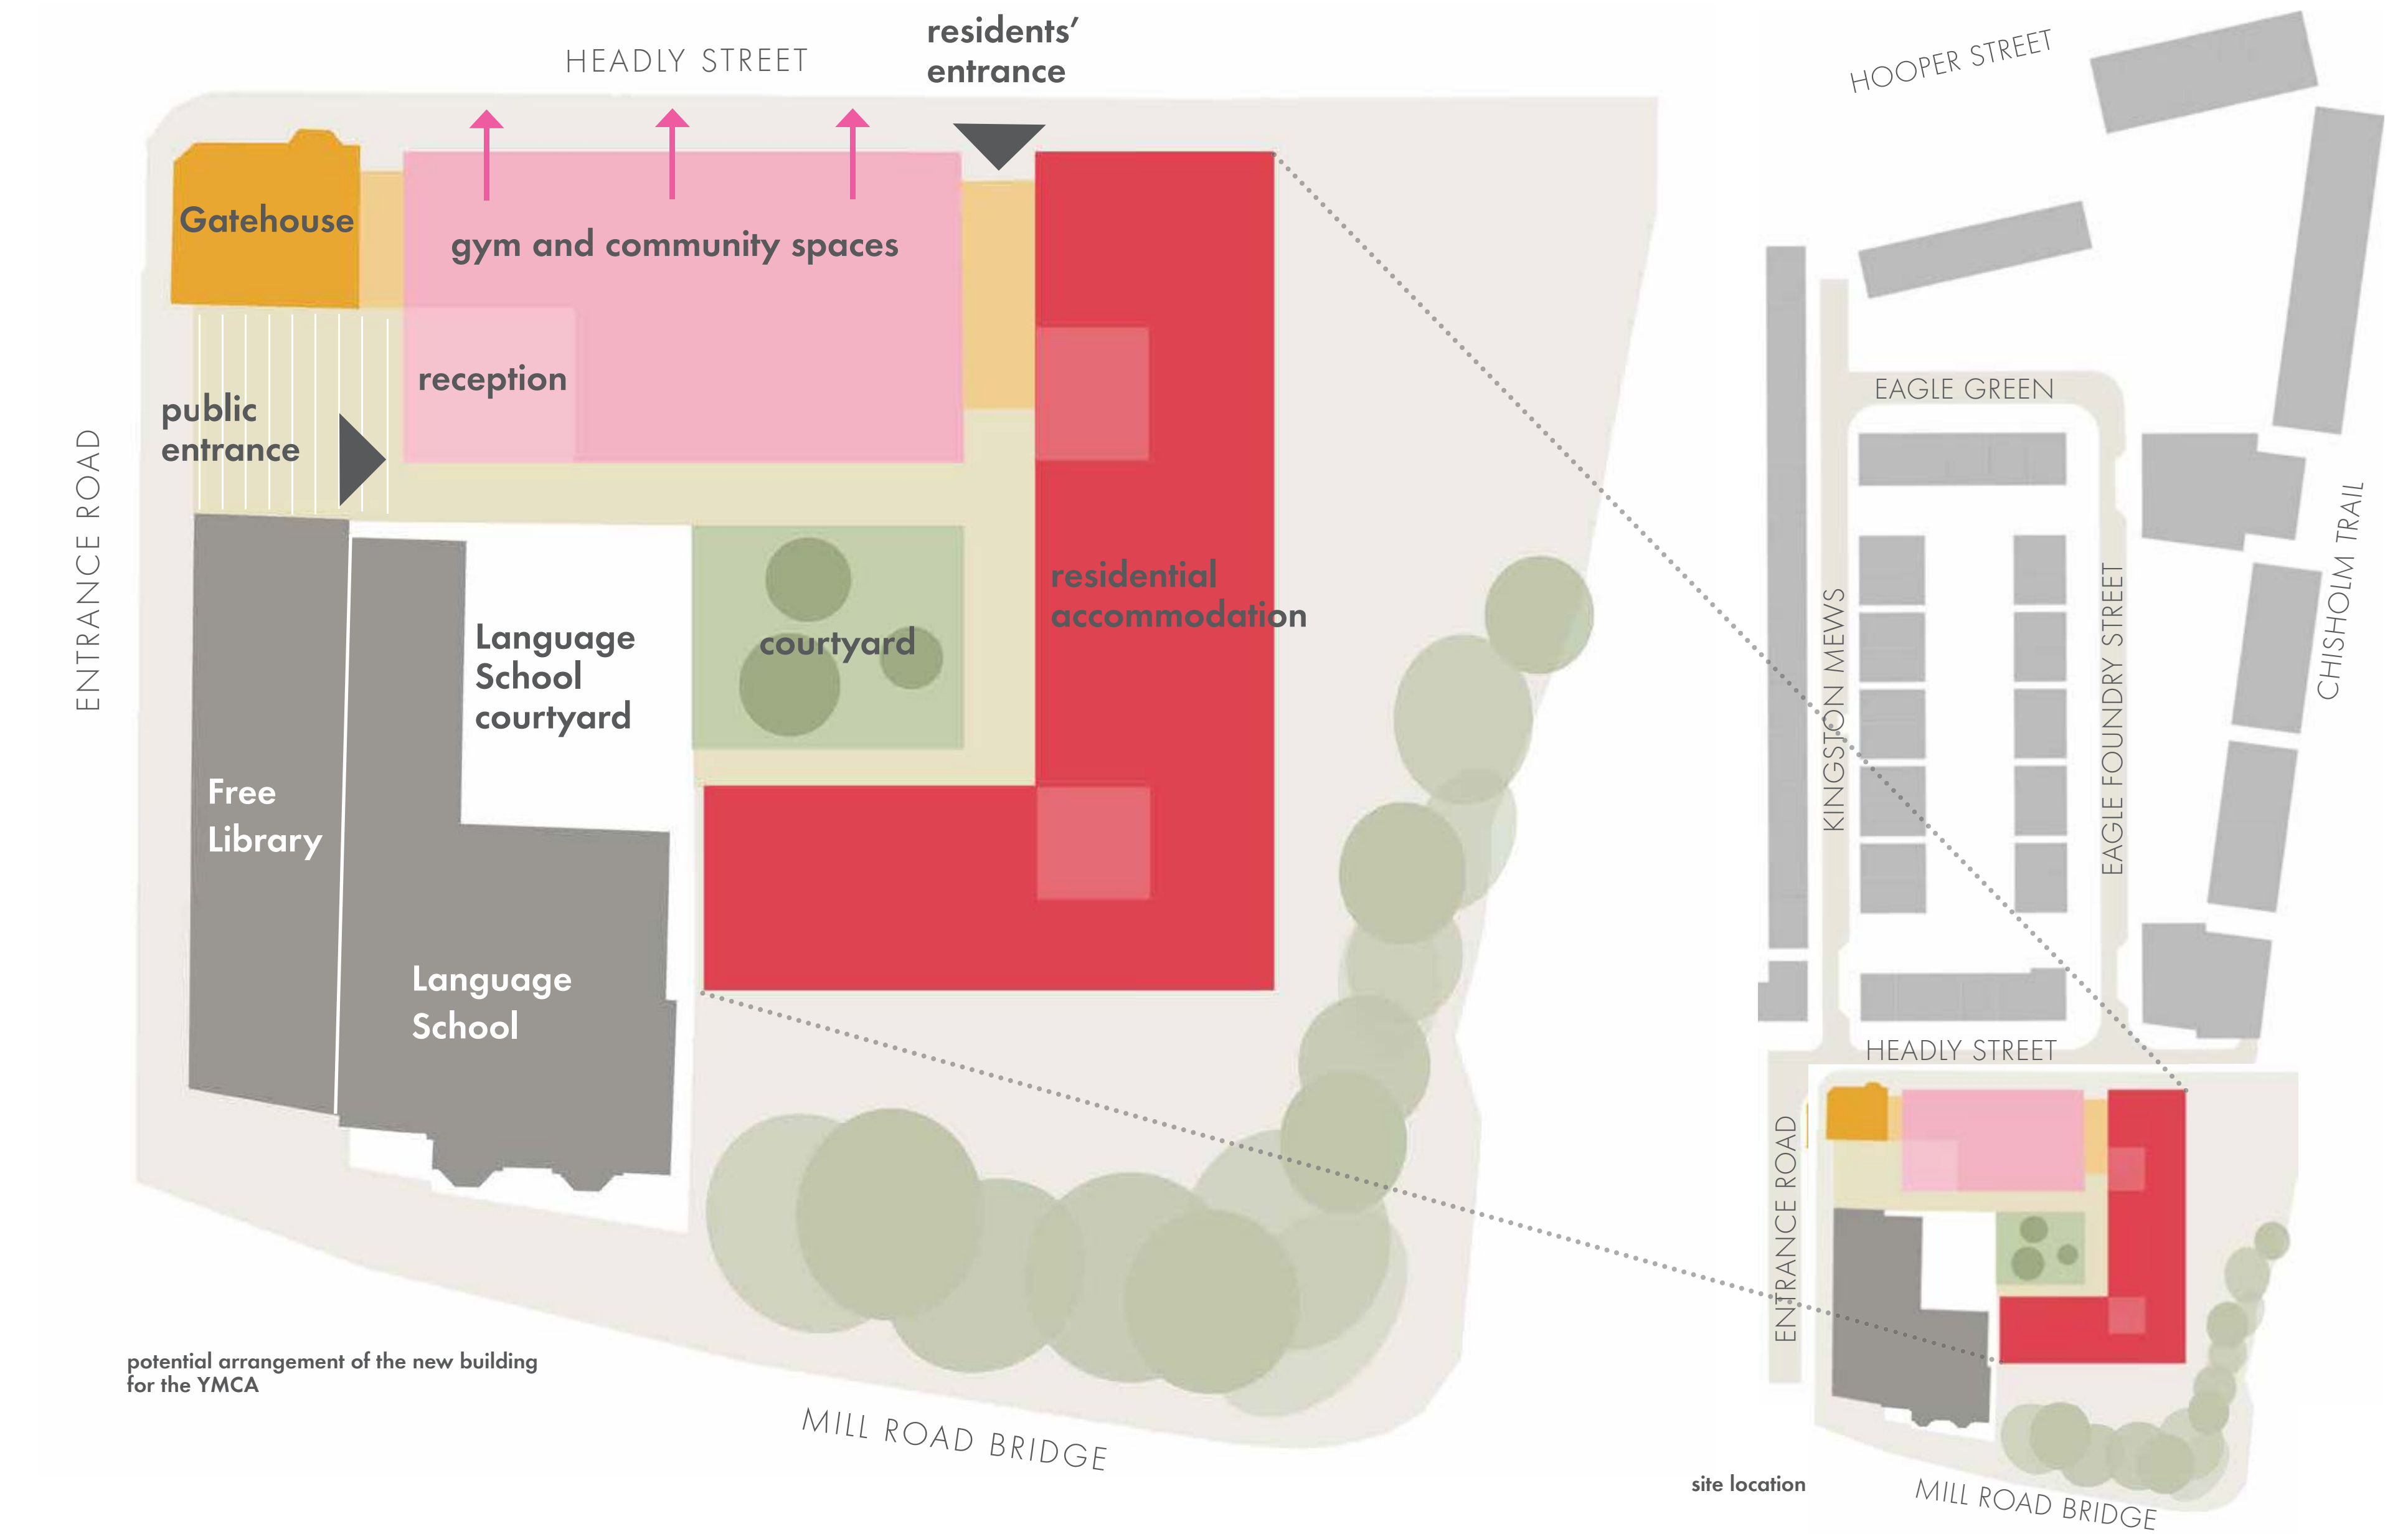 HEADLY STREET
residents’
entrance
Gatehouse
gym and community spaces
reception
public
entrance
ENTRANCE ROAD
Language
School
courtyard
courtyard
residential
accommodation
Free
Library
Language
School
potential arrangement of the new building
for the YMCA
MILL ROAD BRIDGE
HOOPER STREET
EAGLE GREEN
KINGSTON MEWS
EAGLE FOUNDRY STREET
CHISHOLM TRAIL
HEADLY STREET
ENTRANCE ROAD
site location
MILL ROAD BRIDGE